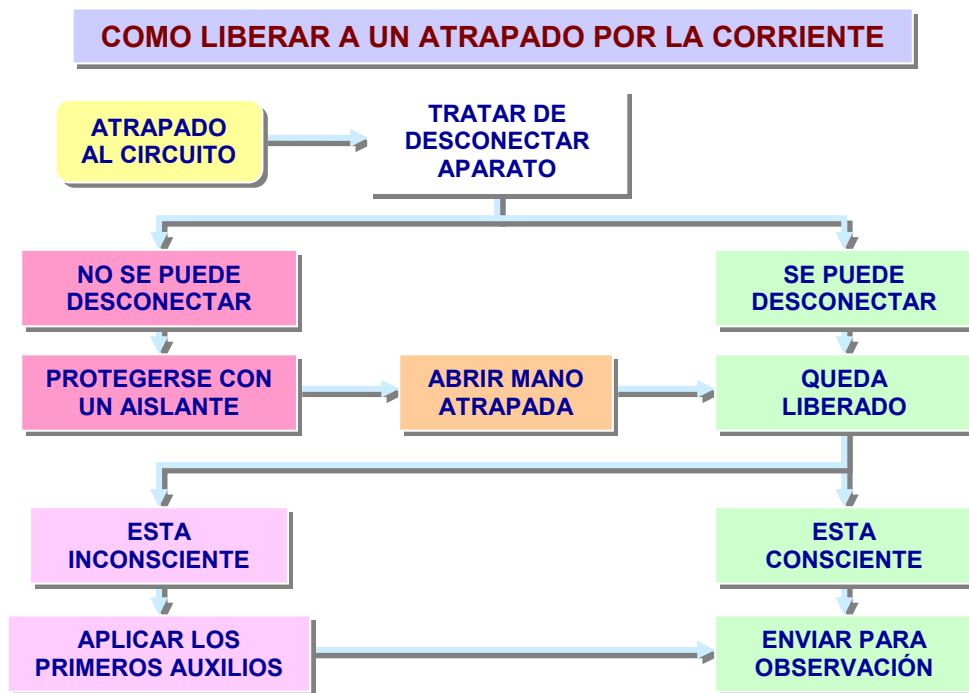 COMO LIBERAR A UN ATRAPADO POR LA CORRIENTE
ATRAPADO
AL CIRCUITO
TRATAR DE
DESCONECTAR
APARATO
NO SE PUEDE
DESCONECTAR
SE PUEDE
DESCONECTAR
PROTEGERSE CON
UN AISLANTE
ABRIR MANO
ATRAPADA
QUEDA
LIBERADO
ESTA
INCONSCIENTE
ESTA
CONSCIENTE
APLICAR LOS
PRIMEROS AUXILIOS
ENVIAR PARA
OBSERVACIÓN